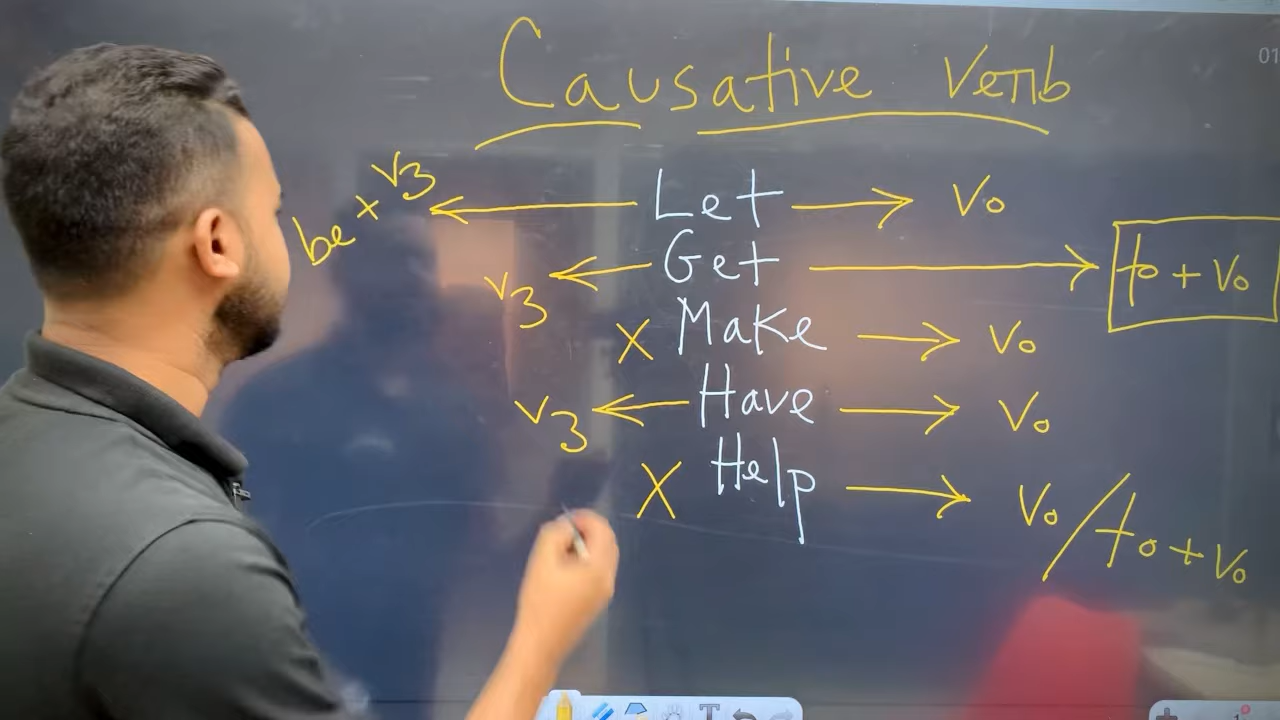 Causative Verb
be x V3 ← Let → V0
V3 ← Get → to + V0
X Make → V0
V3 ← Have → V0
X Help → V0 / to + V0
01
T